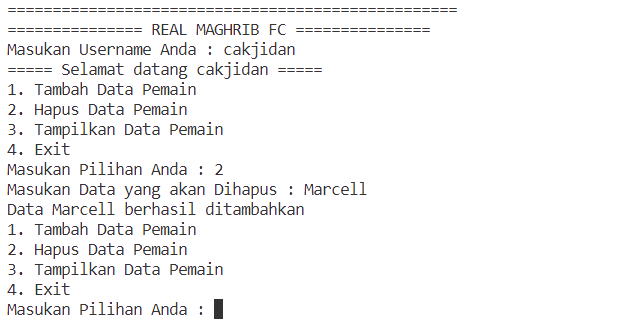 ==================================================
=============== REAL MAGHRIB FC ===============
Masukan Username Anda : cakjidan
===== Selamat datang cakjidan =====
1. Tambah Data Pemain
2. Hapus Data Pemain
3. Tampilkan Data Pemain
4. Exit
Masukan Pilihan Anda : 2
Masukan Data yang akan Dihapus : Marcell
Data Marcell berhasil ditambahkan
1. Tambah Data Pemain
2. Hapus Data Pemain
3. Tampilkan Data Pemain
4. Exit
Masukan Pilihan Anda :